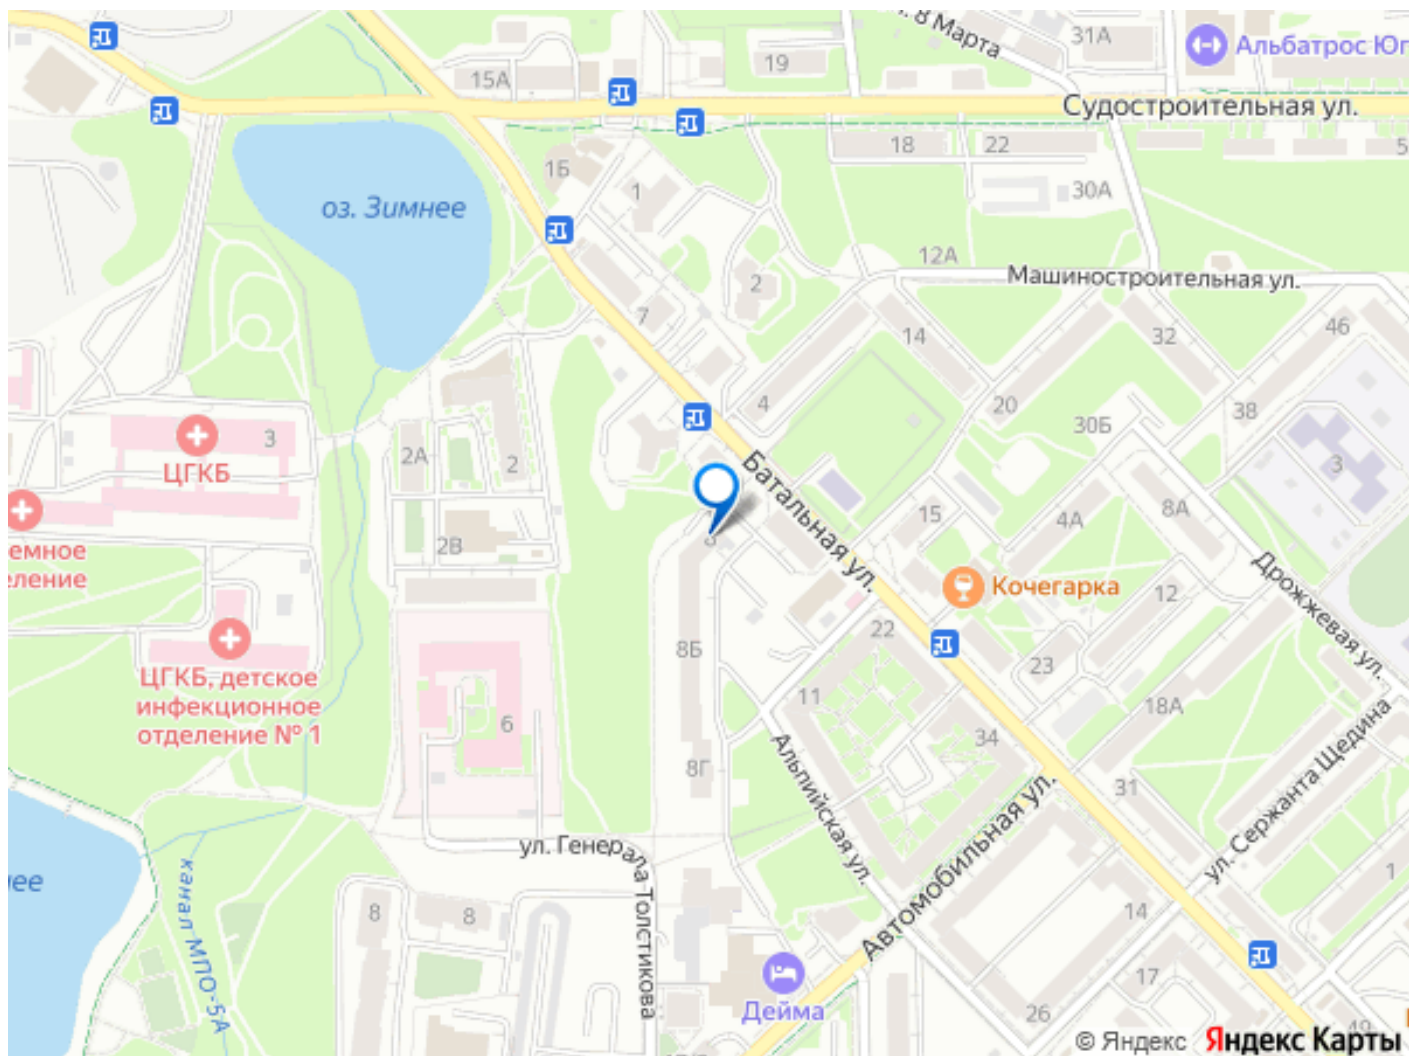 ул. 8 Марта
31А
Альбатрос Юг
19
15А
Судостроительная ул.
18
22
5
1Б
1
30А
оз. Зимнее
12А
Машиностроительная ул.
2
7
14
32
46
4
20
38
30Б
3
ЦГКБ
2А
2
3
Батальная ул.
15
4А
8А
2В
8
емное
еление
Кочегарка
12
Дрожжевая ул.
22
8Б
23
ЦГКБ, детское
инфекционное
отделение № 1
11
18А
6
34
8Г
Альпийская ул.
31
ул. Сержанта Щедина
Автомобильная ул.
ул. Генерала Толстикова
нее
канал МПО-5А
8
8
1
14
17
Дейма
26
49
© Яндекс Яндекс Карты